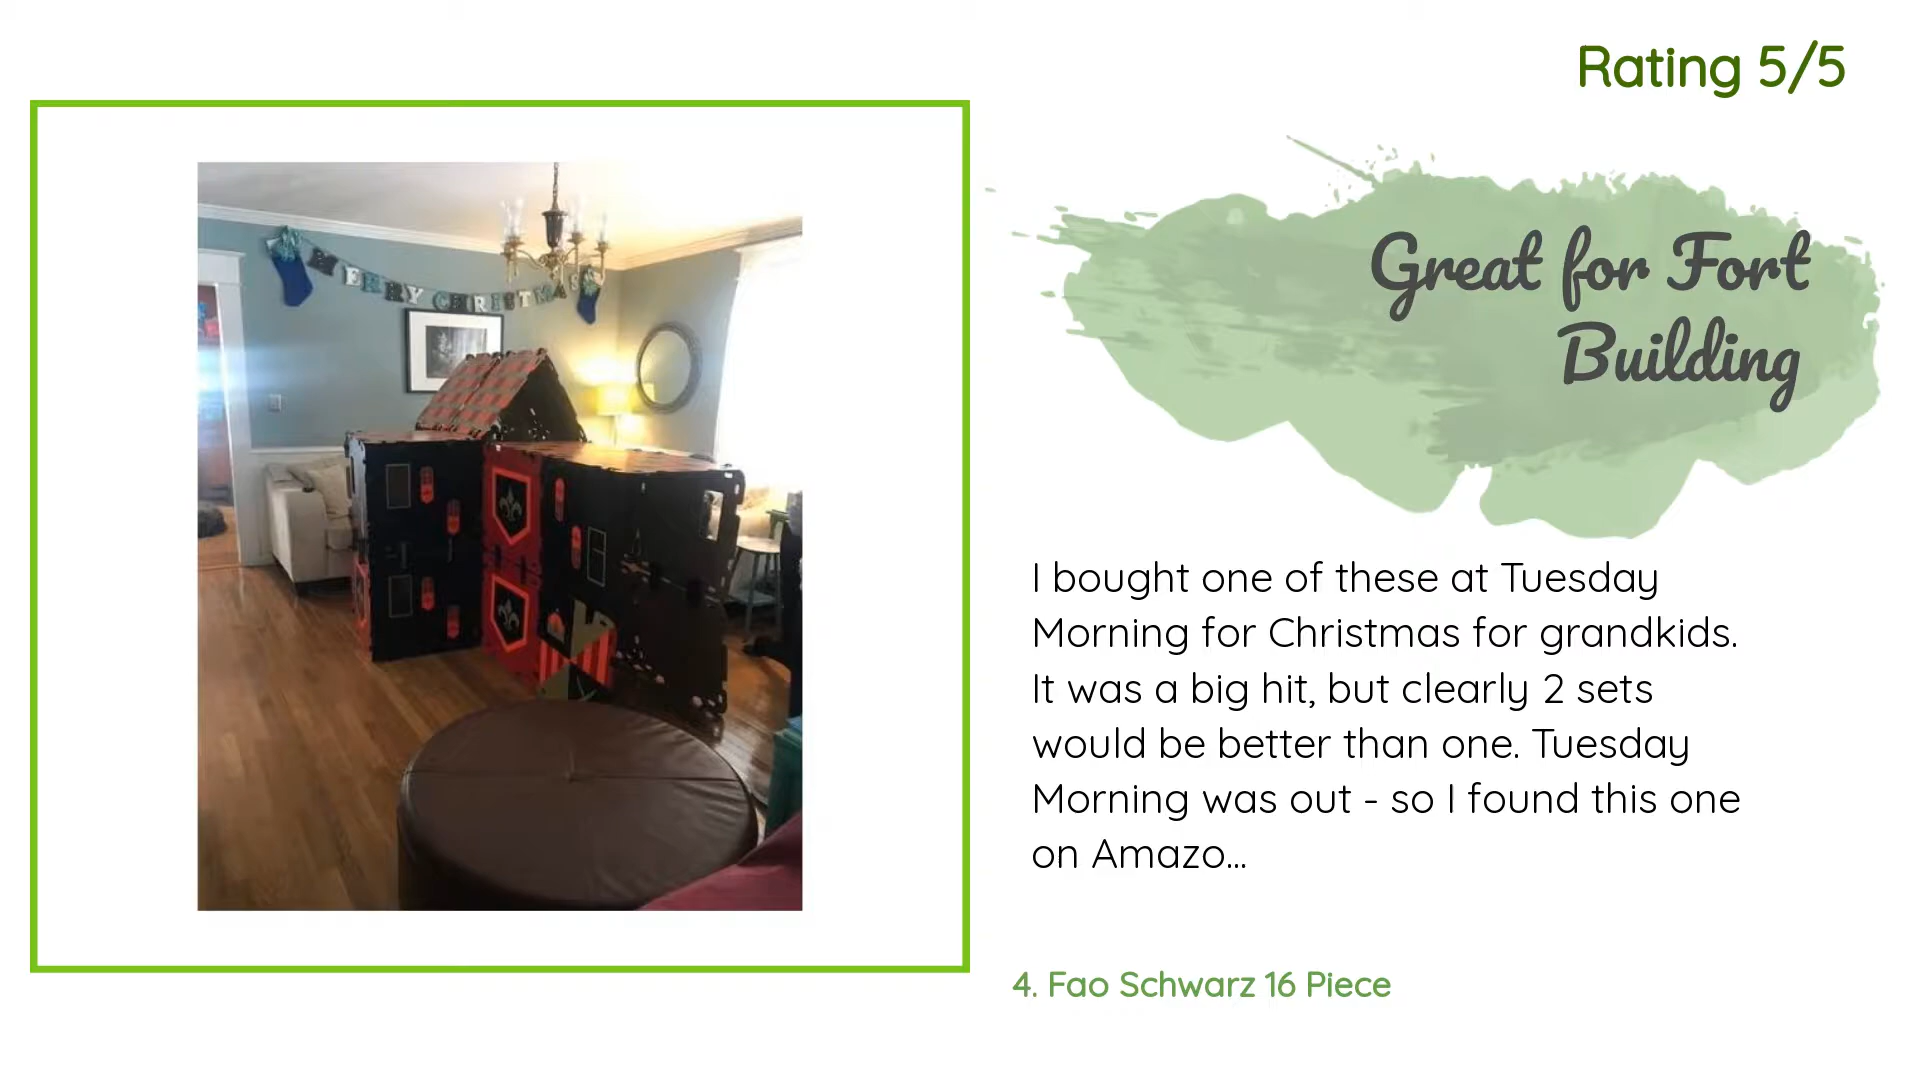 Rating 5/5
MERRY CHRISTMAS
Great for Fort
Building
I bought one of these at Tuesday
Morning for Christmas for grandkids.
It was a big hit, but clearly 2 sets
would be better than one. Tuesday
Morning was out - so I found this one
on Amazo...
4. Fao Schwarz 16 Piece